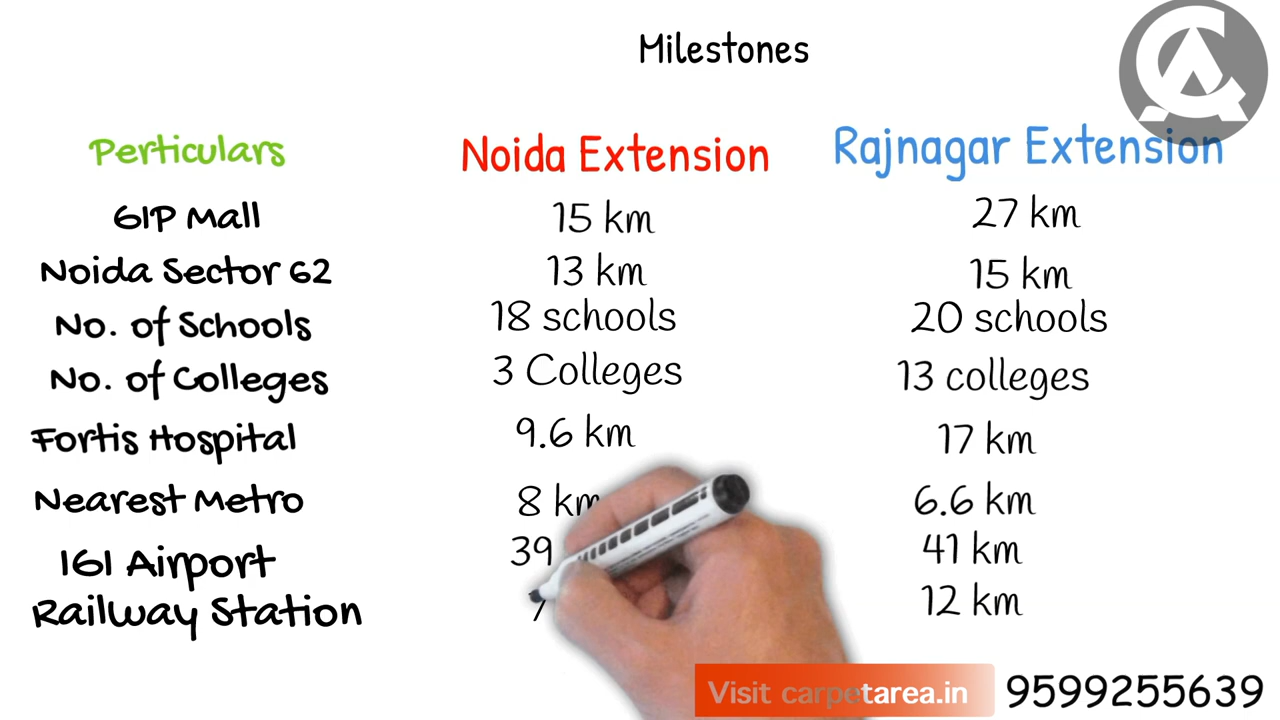 Milestones
Perticulars Noida Extension Rajnagar Extension
GIP Mall 15 km 27 km
Noida Sector 62 13 km 15 km
No. of Schools 18 schools 20 schools
No. of Colleges 3 Colleges 13 colleges
Fortis Hospital 9.6 km 17 km
Nearest Metro 8 km 6.6 km
IGI Airport 39 41 km
Railway Station 12 km
Visit carpetarea.in 9599255639